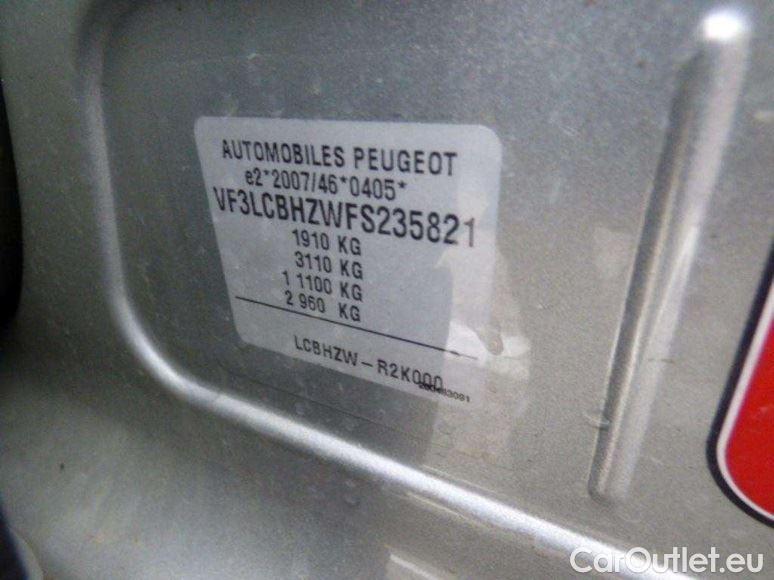 AUTOMOBILES PEUGEOT
e2*2007/46*0405*
VF3LCBHZWFS235821
1910 KG
3110 KG
1 1100 KG
2 960 KG
LCBHZW-R2K000
CarOutlet.eu